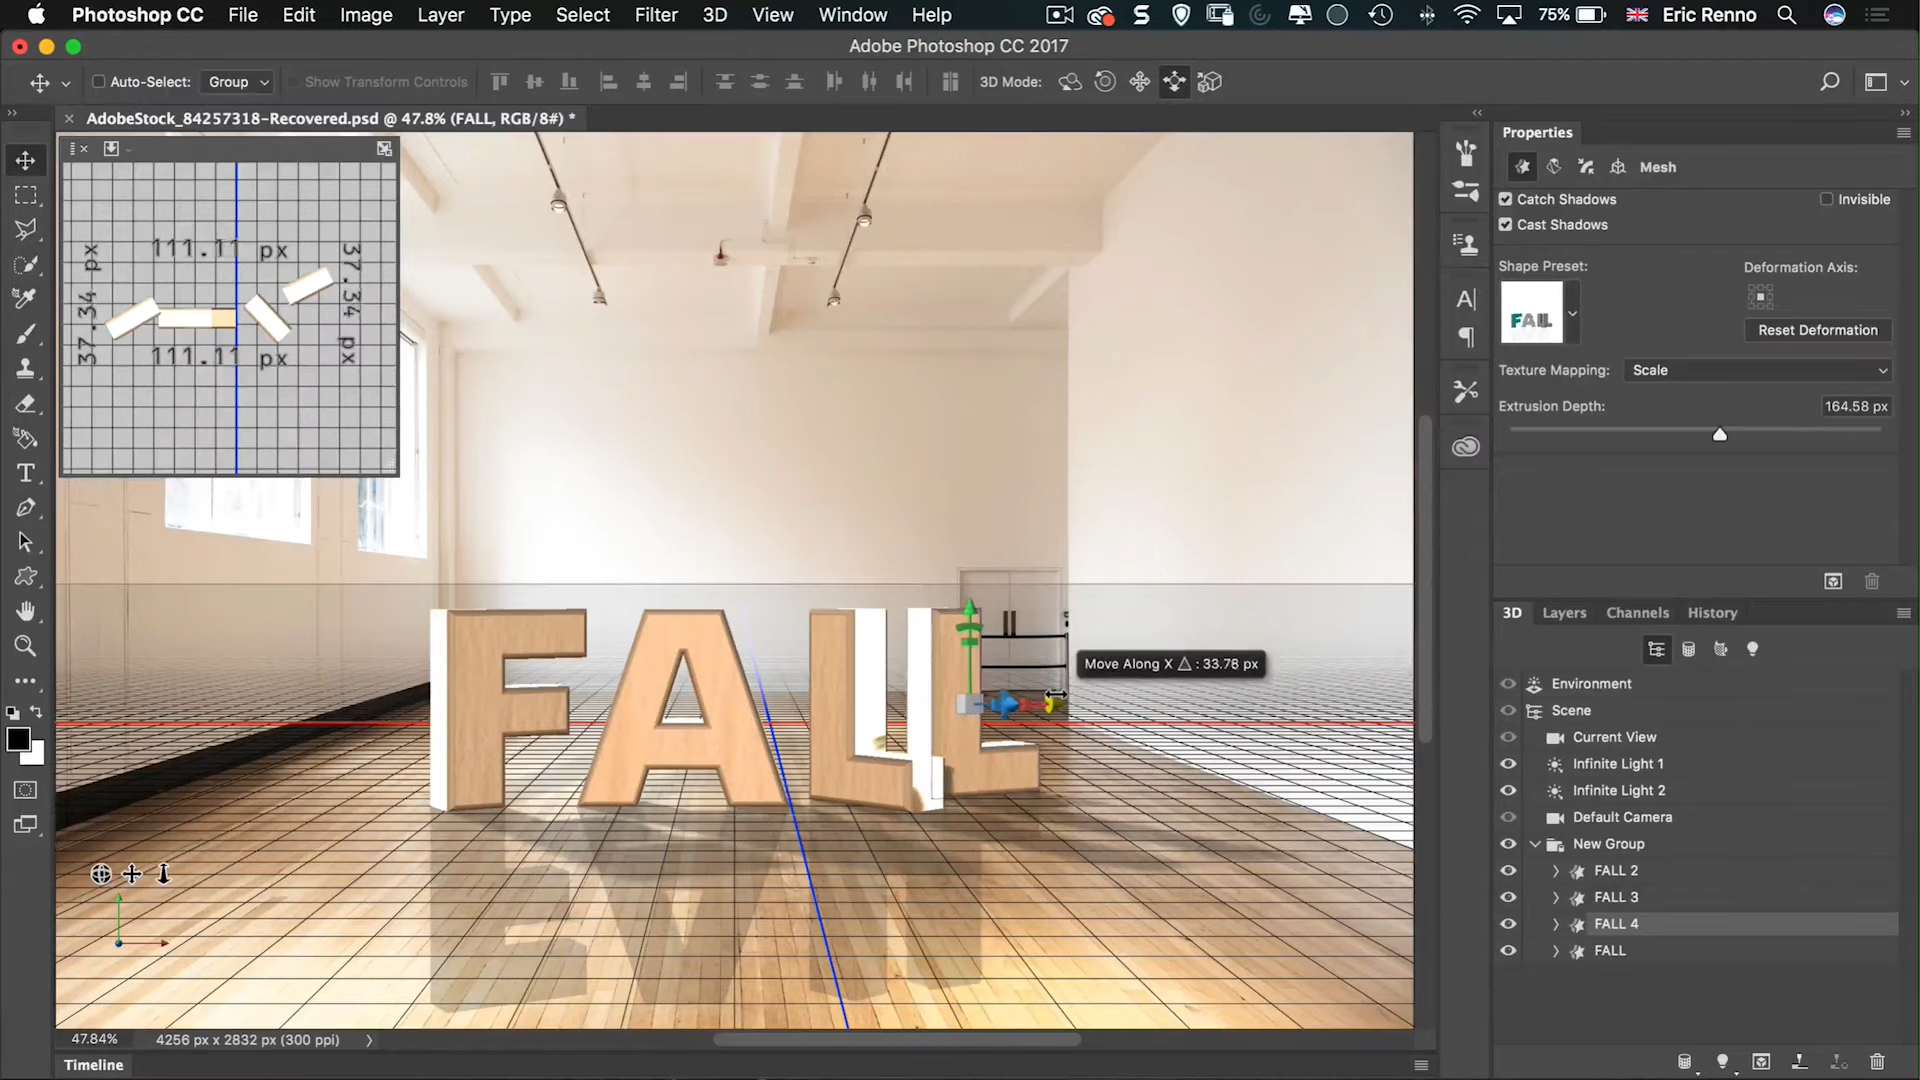 Photoshop CC File Edit Image Layer Type Select Filter 3D View Window Help 75% Eric Renno
Adobe Photoshop CC 2017
Auto-Select: Group Show Transform Controls 3D Mode:
AdobeStock_84257318-Recovered.psd @ 47.8% (FALL, RGB/8#) *
111.11 px
37.34 px
37.34 px
111.11 px
FALL
Move Along X △ : 33.78 px
47.84% 4256 px x 2832 px (300 ppi)
Timeline
Properties
Mesh
Catch Shadows Invisible
Cast Shadows
Shape Preset: Deformation Axis:
FALL
Reset Deformation
Texture Mapping: Scale
Extrusion Depth: 164.58 px
3D Layers Channels History
Environment
Scene
Current View
Infinite Light 1
Infinite Light 2
Default Camera
New Group
FALL 2
FALL 3
FALL 4
FALL